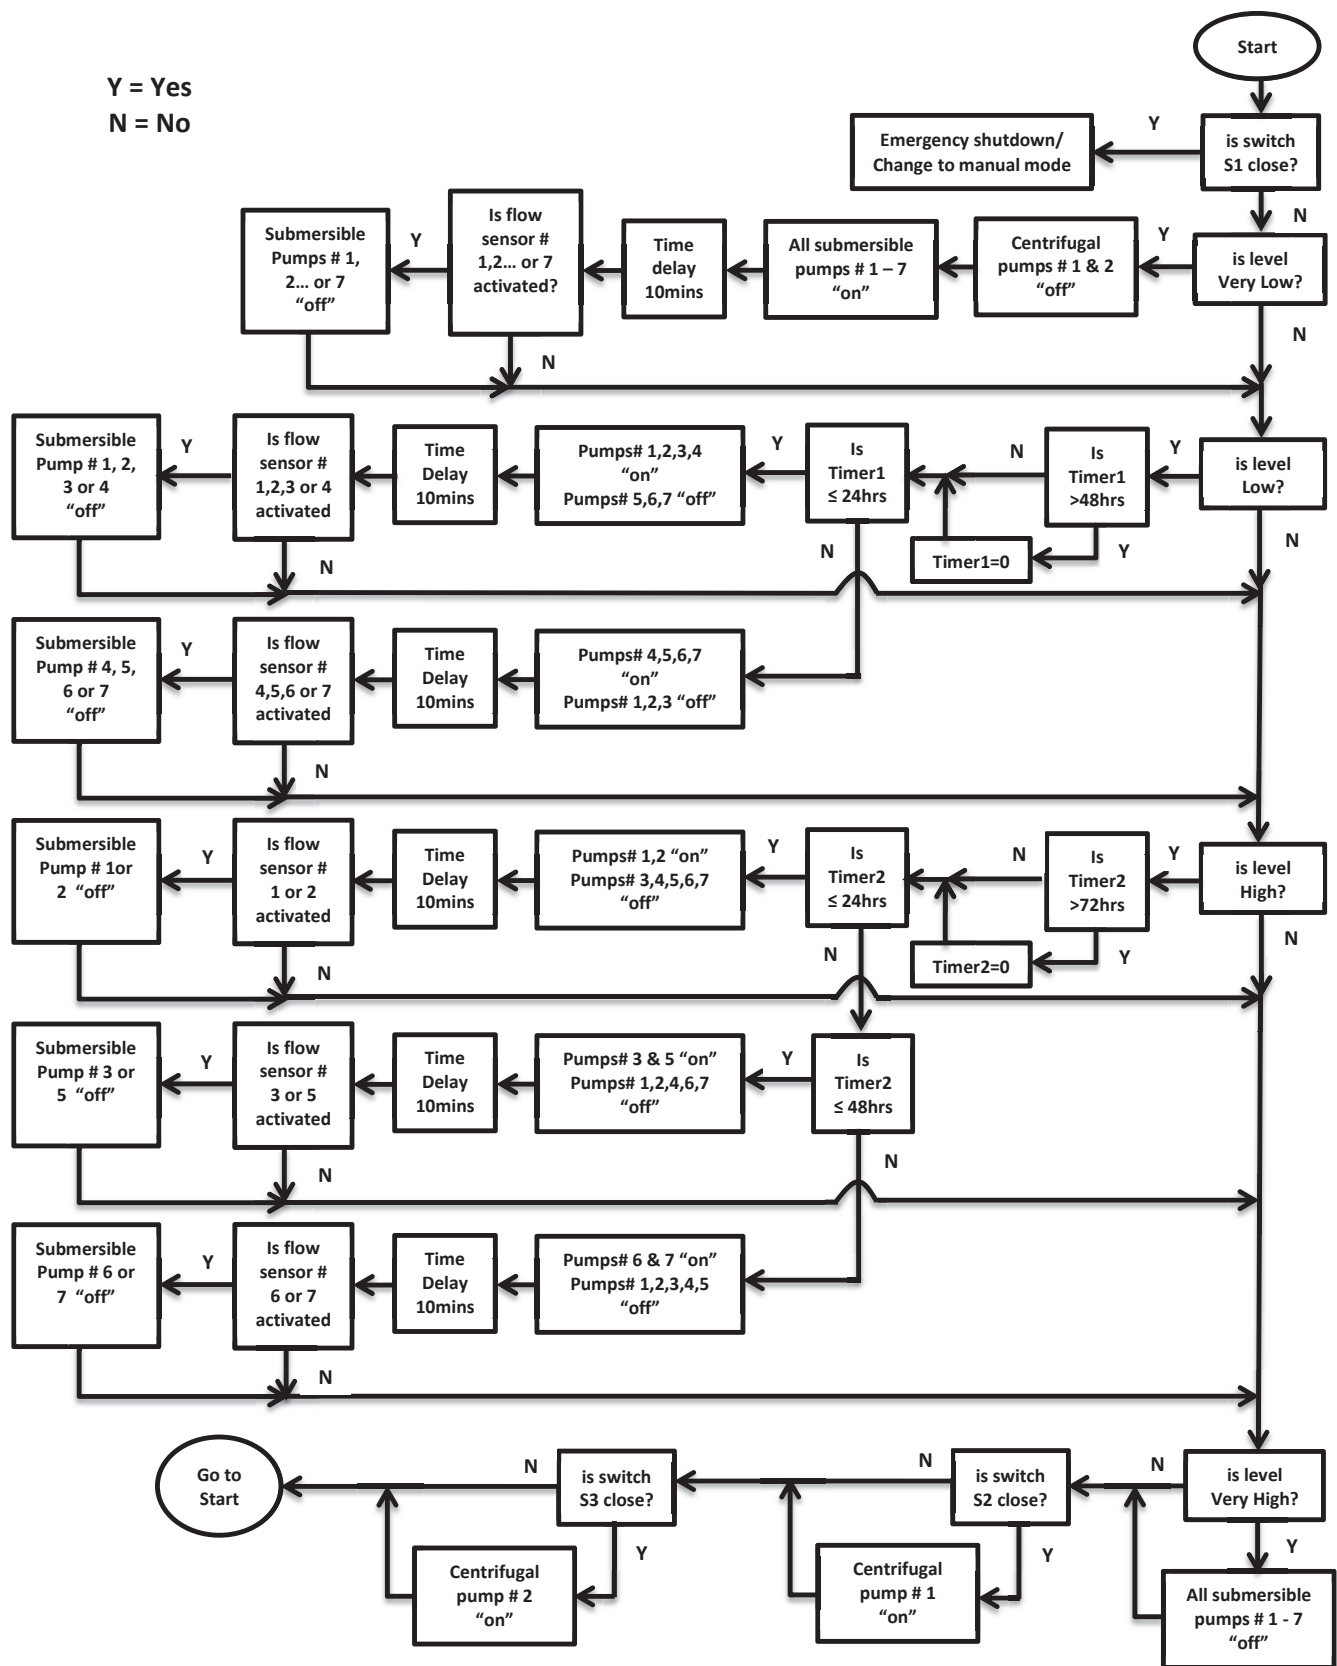 Start
Y = Yes
N = No
Y
Emergency shutdown/
Change to manual mode
is switch
S1 close?
N
Submersible
Pumps # 1,
2… or 7
“off”
Y
Is flow
sensor #
1,2… or 7
activated?
Time
delay
10mins
All submersible
pumps # 1 – 7
“on”
Centrifugal
pumps # 1 & 2
“off”
Y
is level
Very Low?
N
N
Submersible
Pump # 1, 2,
3 or 4
“off”
Y
Is flow
sensor #
1,2,3 or 4
activated
Time
Delay
10mins
Pumps# 1,2,3,4
“on”
Pumps# 5,6,7 “off”
Y
Is
Timer1
≤ 24hrs
N
Is
Timer1
>48hrs
Y
is level
Low?
N
N
Timer1=0
Y
N
Submersible
Pump # 4, 5,
6 or 7
“off”
Y
Is flow
sensor #
4,5,6 or 7
activated
Time
Delay
10mins
Pumps# 4,5,6,7
“on”
Pumps# 1,2,3 “off”
N
Submersible
Pump # 1or
2 “off”
Y
Is flow
sensor #
1 or 2
activated
Time
Delay
10mins
Pumps# 1,2 “on”
Pumps# 3,4,5,6,7
“off”
Y
Is
Timer2
≤ 24hrs
N
Is
Timer2
>72hrs
Y
is level
High?
N
N
Timer2=0
Y
N
Submersible
Pump # 3 or
5 “off”
Y
Is flow
sensor #
3 or 5
activated
Time
Delay
10mins
Pumps# 3 & 5 “on”
Pumps# 1,2,4,6,7
“off”
Y
Is
Timer2
≤ 48hrs
N
N
Submersible
Pump # 6 or
7 “off”
Y
Is flow
sensor #
6 or 7
activated
Time
Delay
10mins
Pumps# 6 & 7 “on”
Pumps# 1,2,3,4,5
“off”
N
Go to
Start
N
is switch
S3 close?
N
is switch
S2 close?
N
is level
Very High?
Y
Y
Y
Centrifugal
pump # 2
“on”
Centrifugal
pump # 1
“on”
All submersible
pumps # 1 - 7
“off”